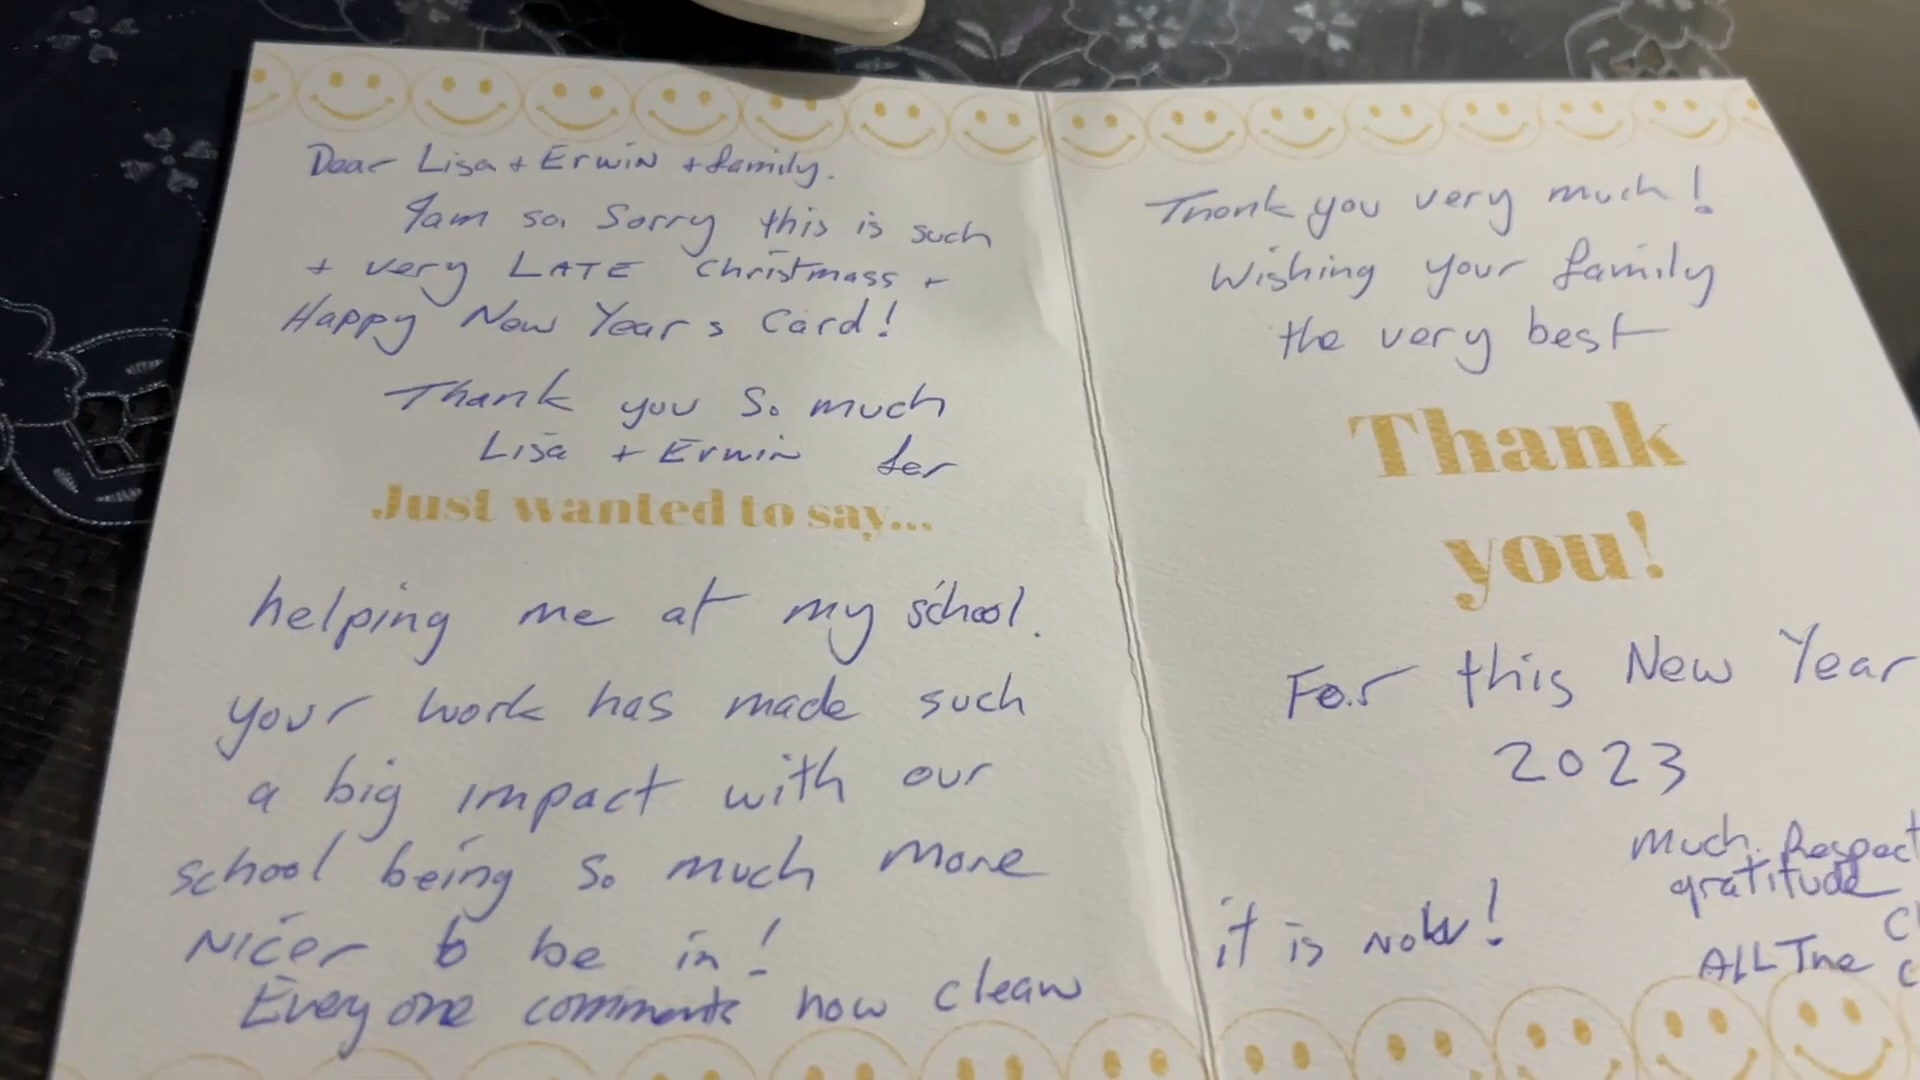 Dear Lisa + Erwin + family.
I am so, Sorry this is such
+ very LATE Christmass +
Happy New Years Card!
Thank you So much
Lisa + Erwin for
Just wanted to say...
helping me at my school.
your work has made such
a big impact with our
school being so much more
Nicer to be in!
Everyone comments how clean
Thank you very much!
Wishing your family
the very best
Thank
you!
For this New Year
2023
Much Respect
gratitude
it is now!
ALL The